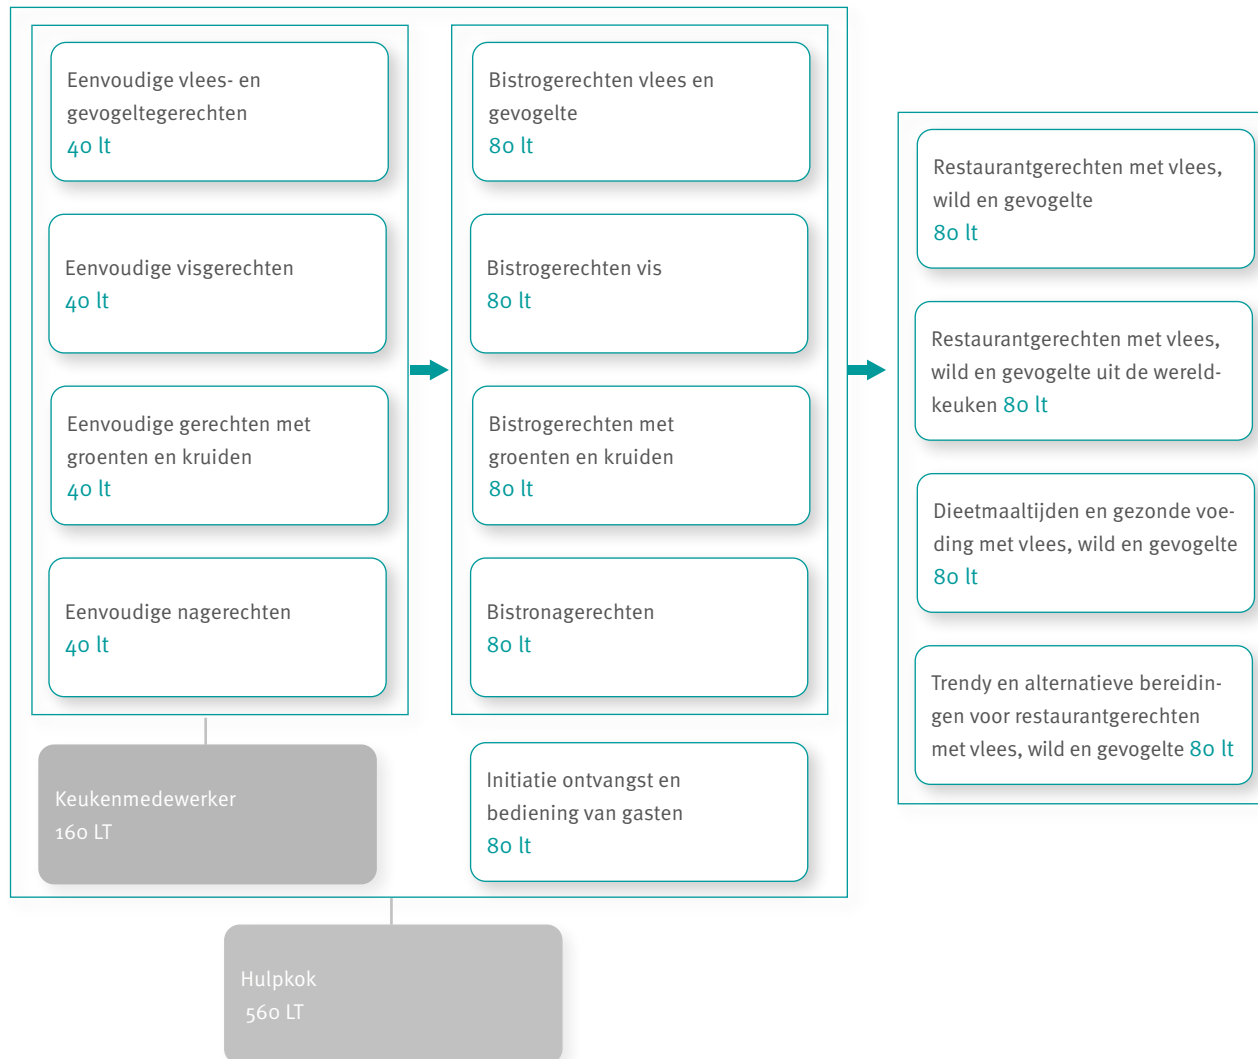 Eenvoudige vlees- en
gevogeltegerechten
40 lt
Eenvoudige visgerechten
40 lt
Eenvoudige gerechten met
groenten en kruiden
40 lt
Eenvoudige nagerechten
40 lt
Keukenmedewerker
160 LT
Bistrogerechten vlees en
gevogelte
80 lt
Bistrogerechten vis
80 lt
Bistrogerechten met
groenten en kruiden
80 lt
Bistronagerechten
80 lt
Initiatie ontvangst en
bediening van gasten
80 lt
Hulpkok
560 LT
Restaurantgerechten met vlees,
wild en gevogelte
80 lt
Restaurantgerechten met vlees,
wild en gevogelte uit de wereld-
keuken 80 lt
Dieetmaaltijden en gezonde voe-
ding met vlees, wild en gevogelte
80 lt
Trendy en alternatieve bereidin-
gen voor restaurantgerechten
met vlees, wild en gevogelte 80 lt